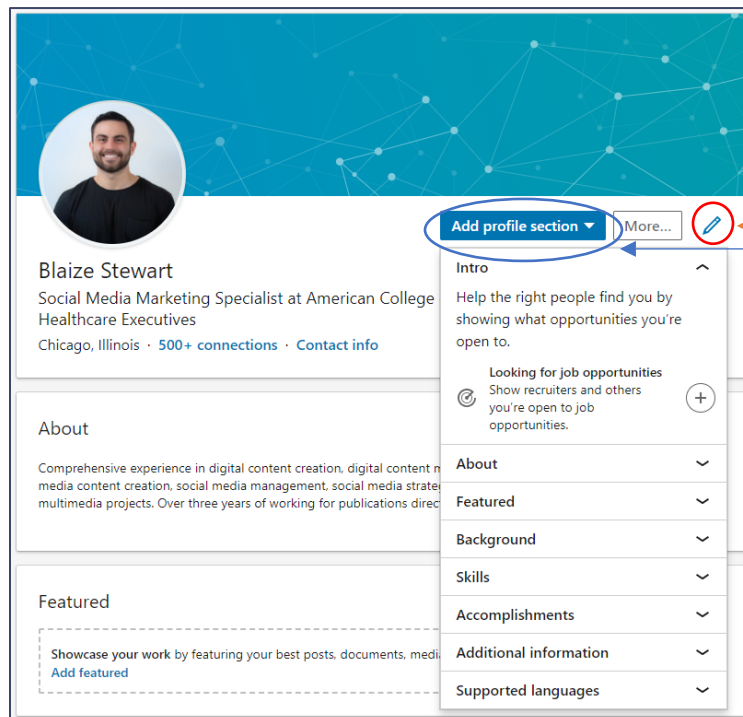 Add profile section
More...
Blaize Stewart
Social Media Marketing Specialist at American College
Healthcare Executives
Chicago, Illinois · 500+ connections · Contact info
Intro
Help the right people find you by
showing what opportunities you're
open to.
Looking for job opportunities
Show recruiters and others
you're open to job
opportunities.
About
Featured
Background
Skills
Accomplishments
Additional information
Supported languages
About
Comprehensive experience in digital content creation, digital content
media content creation, social media management, social media
multimedia projects. Over three years of working for publications
Featured
Showcase your work by featuring your best posts, documents,
Add featured